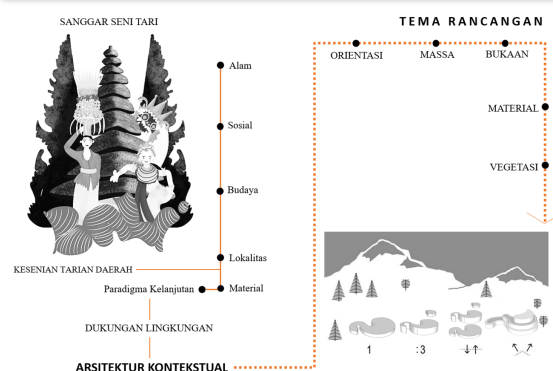 SANGGAR SENI TARI
TEMA RANCANGAN
ORIENTASI
MASSA
BUKAAN
Alam
MATERIAL
Sosial
VEGETASI
Budaya
Lokalitas
KESENIAN TARIAN DAERAH
Paradigma Kelanjutan
Material
DUKUNGAN LINGKUNGAN
ARSITEKTUR KONTEKSTUAL
1
:3